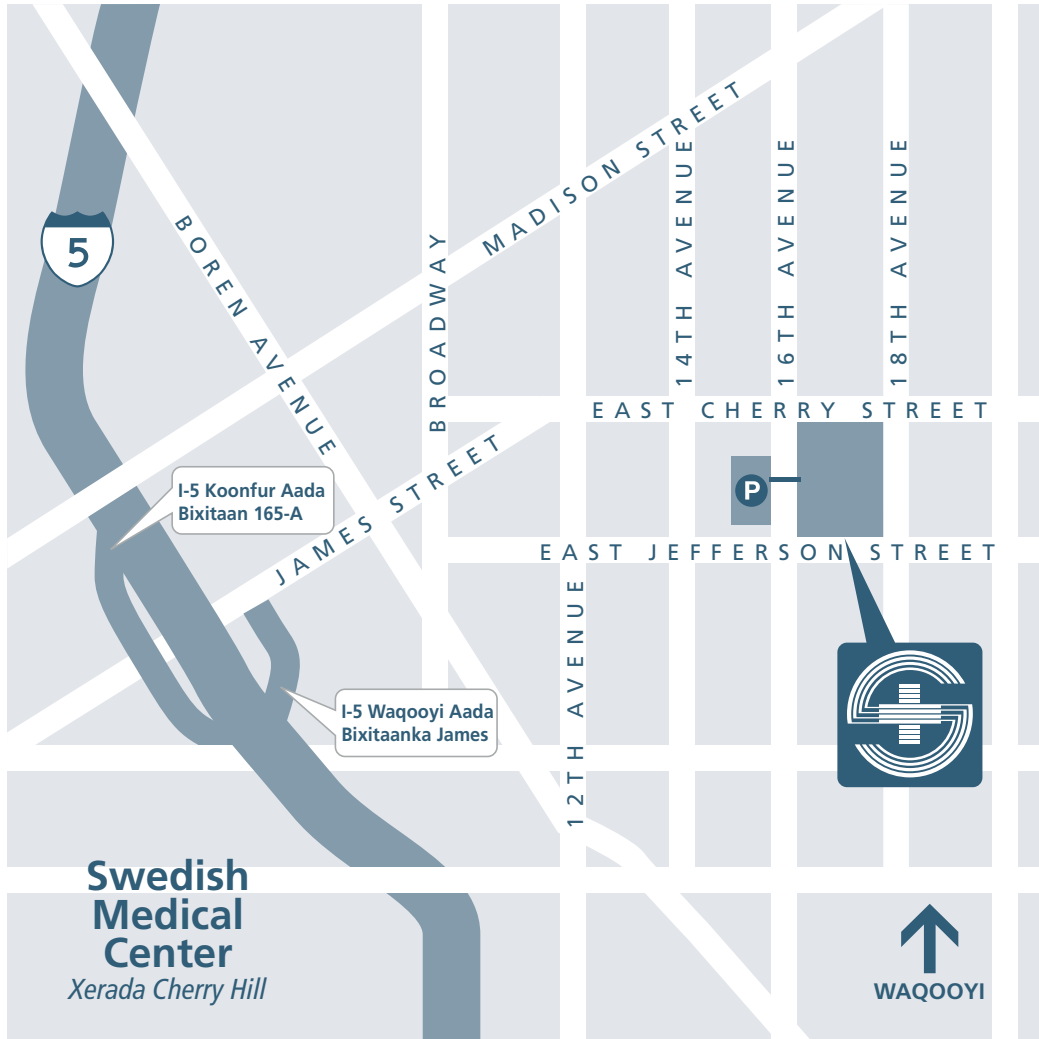 MADISON STREET
14TH AVENUE
16TH AVENUE
18TH AVENUE
5
BOREN AVENUE
BROADWAY
EAST CHERRY STREET
JAMES STREET
I-5 Koonfur Aada
Bixitaan 165-A
P
EAST JEFFERSON STREET
12TH AVENUE
I-5 Waqooyi Aada
Bixitaanka James
Swedish
Medical
Center
Xerada Cherry Hill
WAQOOYI